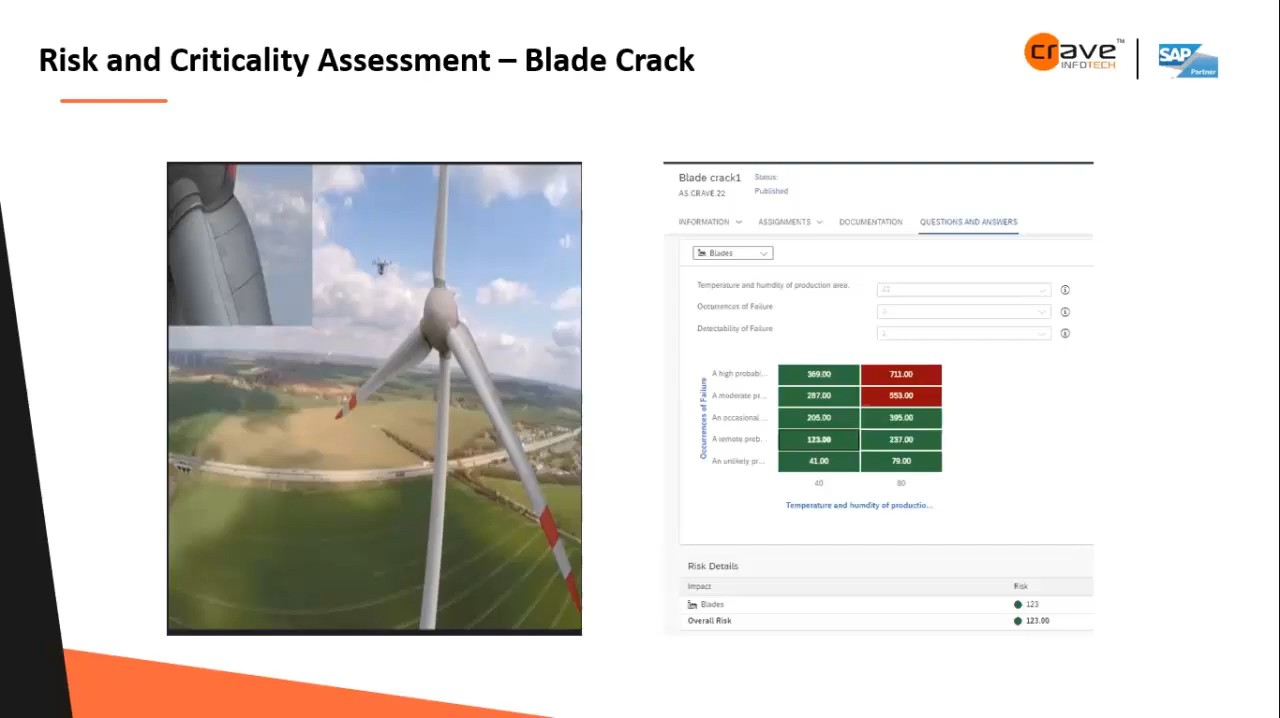 Risk and Criticality Assessment – Blade Crack
crave™
INFOTECH
SAP
Partner
Blade crack1
Status:
AS.CRAVE.22
Published
INFORMATION
ASSIGNMENTS
DOCUMENTATION
QUESTIONS AND ANSWERS
Blades
Temperature and humidity of production area.
Occurrences of Failure
Detectability of Failure
Occurrences of Failure
A high probabl... 369.00 711.00
A moderate pr... 287.00 553.00
An occasional... 205.00 395.00
A remote prob... 123.00 237.00
An unlikely pr... 41.00 79.00
40 80
Temperature and humdity of productio...
Risk Details
Impact Risk
Blades 123
Overall Risk 123.00